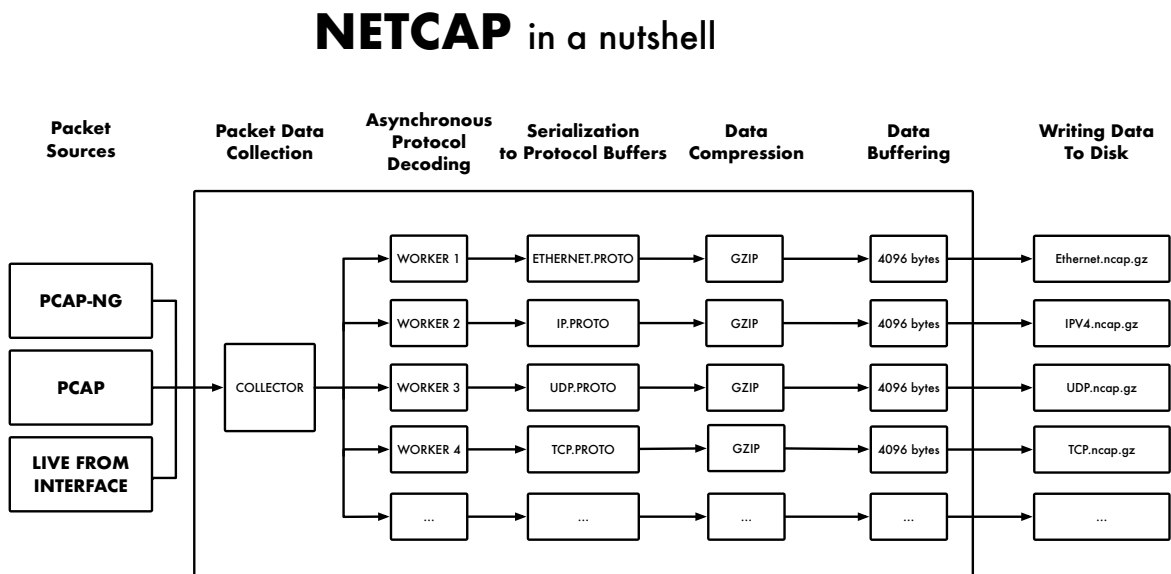 NETCAP in a nutshell
Packet
Sources
Packet Data
Collection
Asynchronous
Protocol
Decoding
Serialization
to Protocol Buffers
Data
Compression
Data
Buffering
Writing Data
To Disk
PCAP-NG
PCAP
LIVE FROM
INTERFACE
COLLECTOR
WORKER 1
ETHERNET.PROTO
GZIP
4096 bytes
Ethernet.ncap.gz
WORKER 2
IP.PROTO
GZIP
4096 bytes
IPV4.ncap.gz
WORKER 3
UDP.PROTO
GZIP
4096 bytes
UDP.ncap.gz
WORKER 4
TCP.PROTO
GZIP
4096 bytes
TCP.ncap.gz
...
...
...
...
...